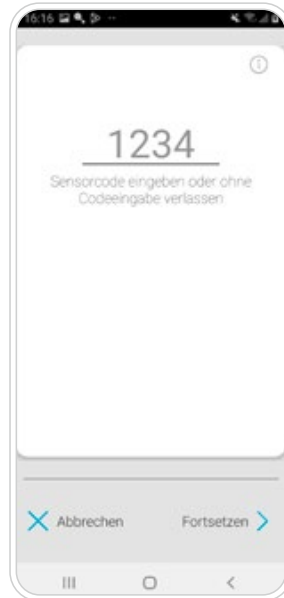 16:16
1234
Sensorcode eingeben oder ohne
Codeeingabe verlassen
Abbrechen
Fortsetzen